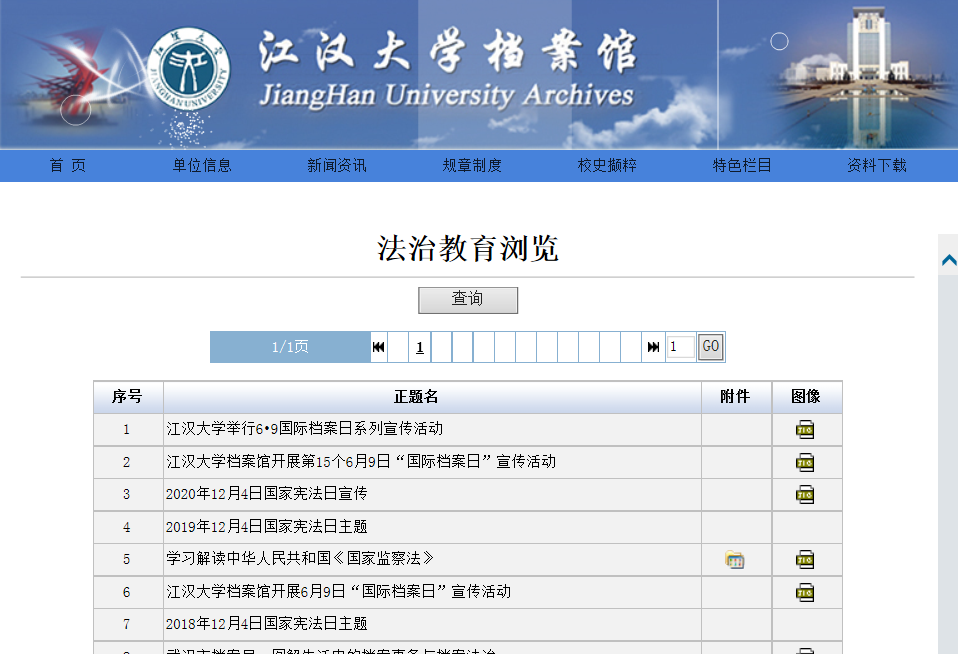 江汉大学档案馆
JiangHan University Archives
江汉大学
JIANGHAN UNIVERSITY
首 页 单位信息 新闻资讯 规章制度 校史撷粹 特色栏目 资料下载
法治教育浏览
查询
1/1页 1 1 GO
序号 正题名 附件 图像
1 江汉大学举行6•9国际档案日系列宣传活动
2 江汉大学档案馆开展第15个6月9日“国际档案日”宣传活动
3 2020年12月4日国家宪法日宣传
4 2019年12月4日国家宪法日主题
5 学习解读中华人民共和国《国家监察法》
6 江汉大学档案馆开展6月9日“国际档案日”宣传活动
7 2018年12月4日国家宪法日主题